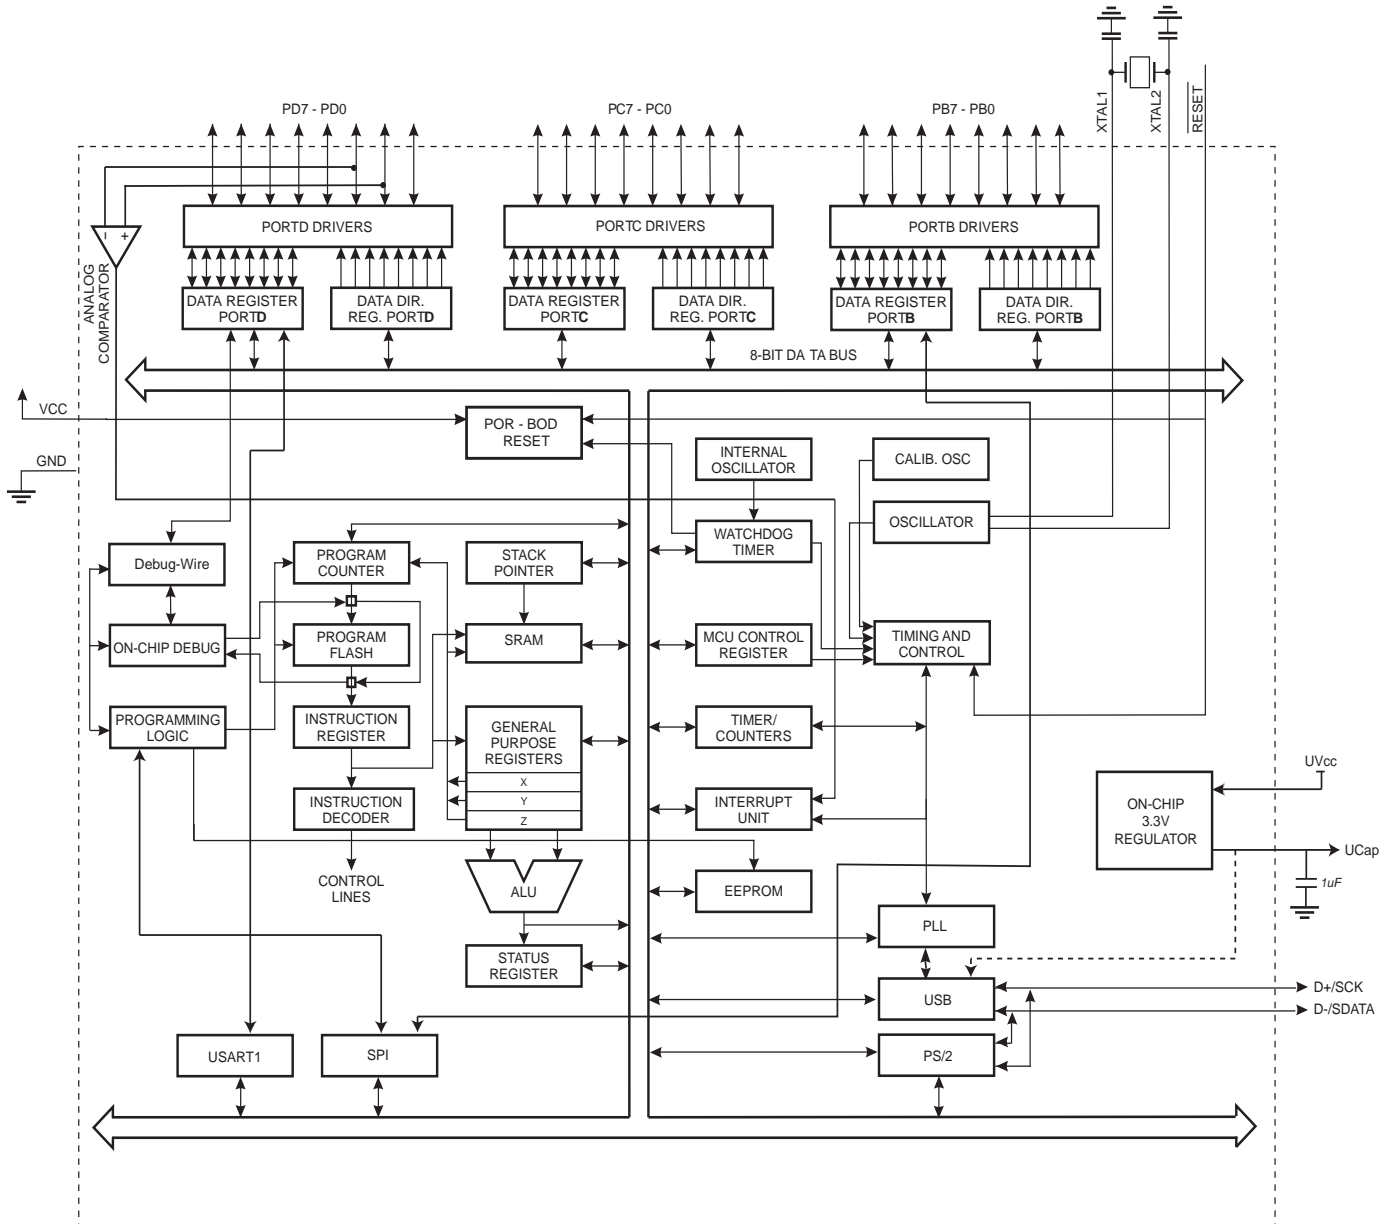 PD7 - PD0
PC7 - PC0
PB7 - PB0
XTAL1
XTAL2
RESET
PORTD DRIVERS
PORTC DRIVERS
PORTB DRIVERS
- +
ANALOG
COMPARATOR
DATA REGISTER
PORTD
DATA DIR.
REG. PORTD
DATA REGISTER
PORTC
DATA DIR.
REG. PORTC
DATA REGISTER
PORTB
DATA DIR.
REG. PORTB
8-BIT DA TA BUS
VCC
GND
POR - BOD
RESET
INTERNAL
OSCILLATOR
CALIB. OSC
OSCILLATOR
WATCHDOG
TIMER
Debug-Wire
PROGRAM
COUNTER
STACK
POINTER
ON-CHIP DEBUG
PROGRAM
FLASH
SRAM
MCU CONTROL
REGISTER
TIMING AND
CONTROL
PROGRAMMING
LOGIC
INSTRUCTION
REGISTER
GENERAL
PURPOSE
REGISTERS
X
Y
Z
TIMER/
COUNTERS
INSTRUCTION
DECODER
INTERRUPT
UNIT
UVcc
ON-CHIP
3.3V
REGULATOR
UCap
1uF
CONTROL
LINES
ALU
EEPROM
PLL
STATUS
REGISTER
USB
D+/SCK
D-/SDATA
USART1
SPI
PS/2